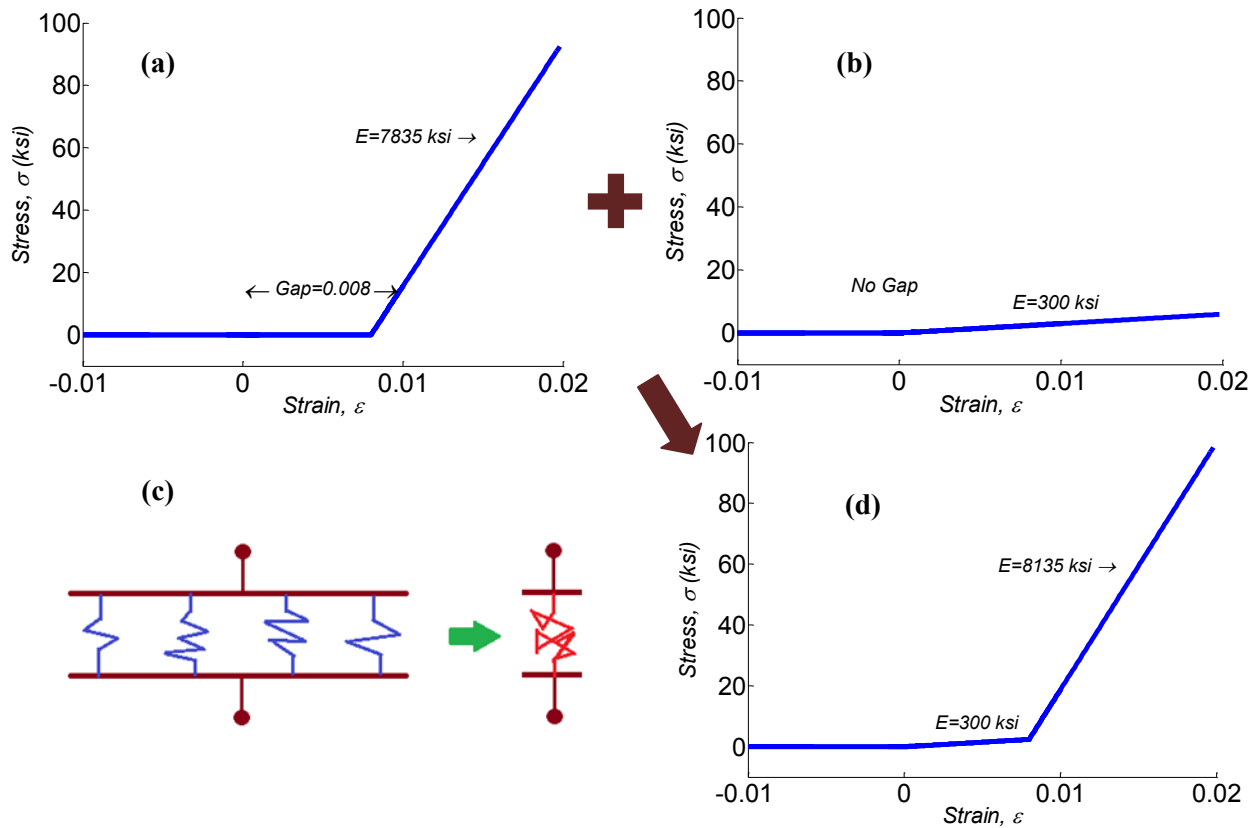 (a)
100
80
60
40
20
0
Stress, σ (ksi)
E=7835 ksi →
← Gap=0.008 →
-0.01 0 0.01 0.02
Strain, ε
(b)
100
80
60
40
20
0
Stress, σ (ksi)
No Gap
E=300 ksi
-0.01 0 0.01 0.02
Strain, ε
(c)
(d)
100
80
60
40
20
0
Stress, σ (ksi)
E=8135 ksi →
E=300 ksi
-0.01 0 0.01 0.02
Strain, ε